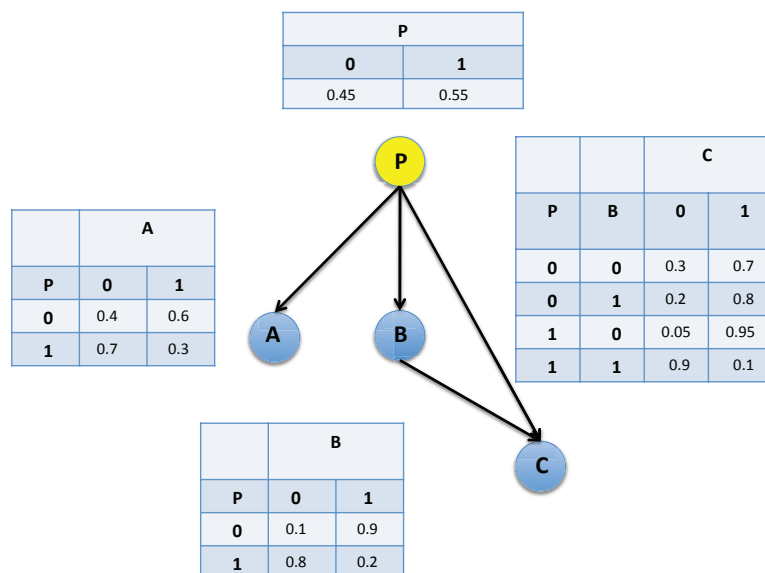 P
0 1
0.45 0.55
P
C
P B 0 1
0 0 0.3 0.7
0 1 0.2 0.8
1 0 0.05 0.95
1 1 0.9 0.1
A
P 0 1
0 0.4 0.6
1 0.7 0.3
A
B
C
B
P 0 1
0 0.1 0.9
1 0.8 0.2